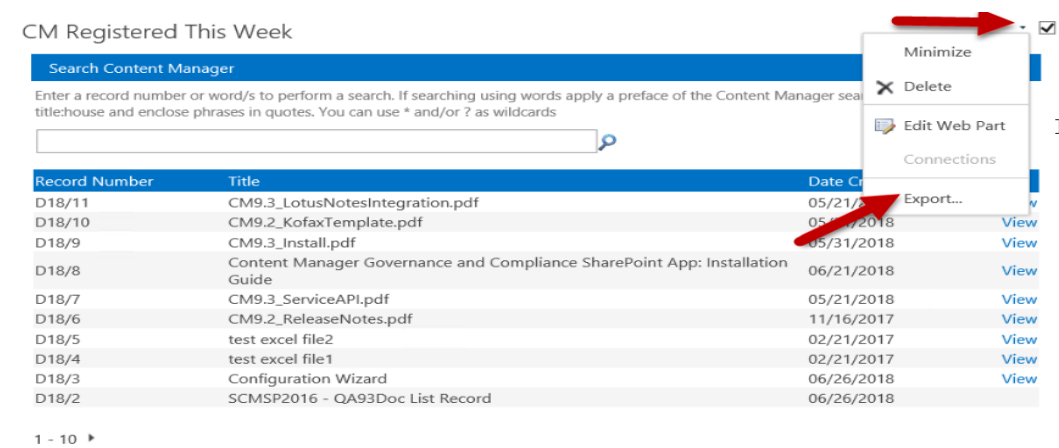 CM Registered This Week
Minimize
Search Content Manager
Delete
Enter a record number or word/s to perform a search. If searching using words apply a preface of the Content Manager sea
title:house and enclose phrases in quotes. You can use * and/or ? as wildcards
Edit Web Part
Connections
Export...
Record Number Title Date Cr
D18/11 CM9.3_LotusNotesIntegration.pdf 05/21/2
D18/10 CM9.2_KofaxTemplate.pdf 2018 View
D18/9 CM9.3_Install.pdf 05/31/2018 View
D18/8 Content Manager Governance and Compliance SharePoint App: Installation
Guide 06/21/2018 View
D18/7 CM9.3_ServiceAPI.pdf 05/21/2018 View
D18/6 CM9.2_ReleaseNotes.pdf 11/16/2017 View
D18/5 test excel file2 02/21/2017 View
D18/4 test excel file1 02/21/2017 View
D18/3 Configuration Wizard 06/26/2018 View
D18/2 SCMSP2016 - QA93Doc List Record 06/26/2018
1 - 10